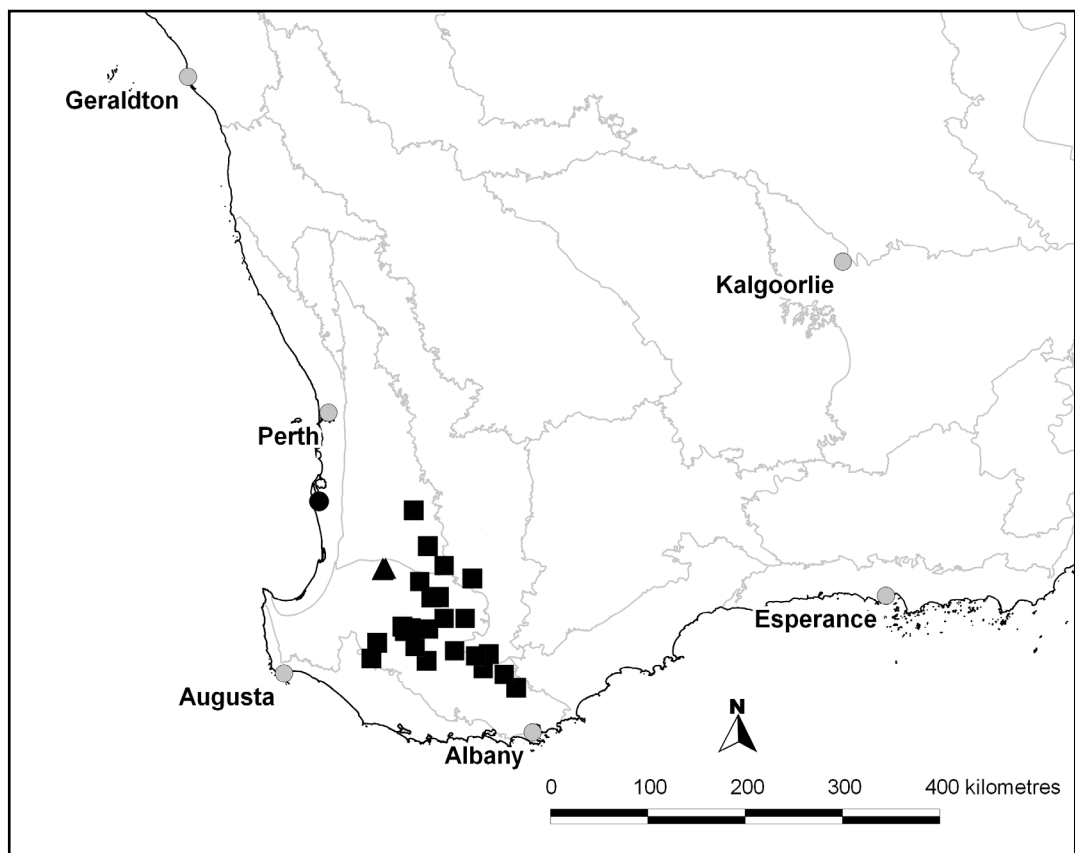 Geraldton
Kalgoorlie
Perth
Esperance
Augusta
N
Albany
0 100 200 300 400 kilometres